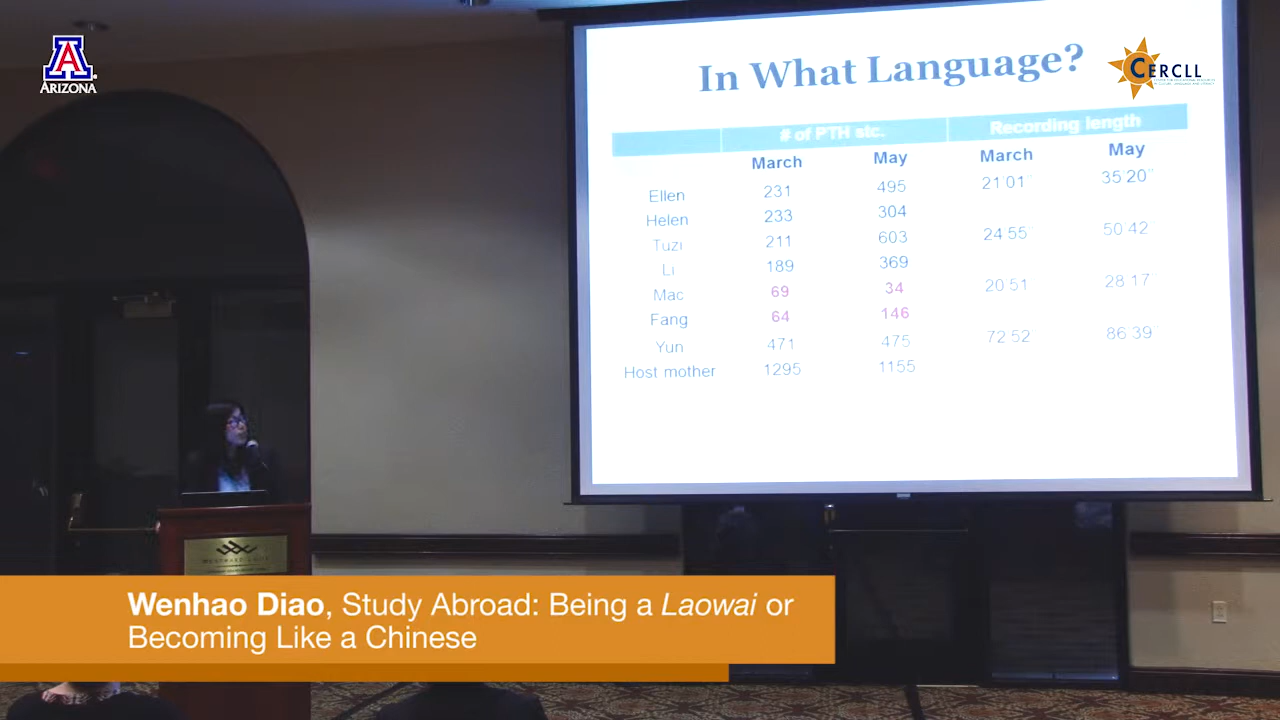 ARIZONA
In What Language?
CERCLL
# of PTH stc. Recording length
March May March May
Ellen 231 495 21'01" 35'20"
Helen 233 304
Tuzi 211 603 24'55" 50'42"
Li 189 369
Mac 69 34 20'51 28'17"
Fang 64 146
Yun 471 475 72'52" 86'39"
Host mother 1295 1155
Wenhao Diao, Study Abroad: Being a Laowai or
Becoming Like a Chinese